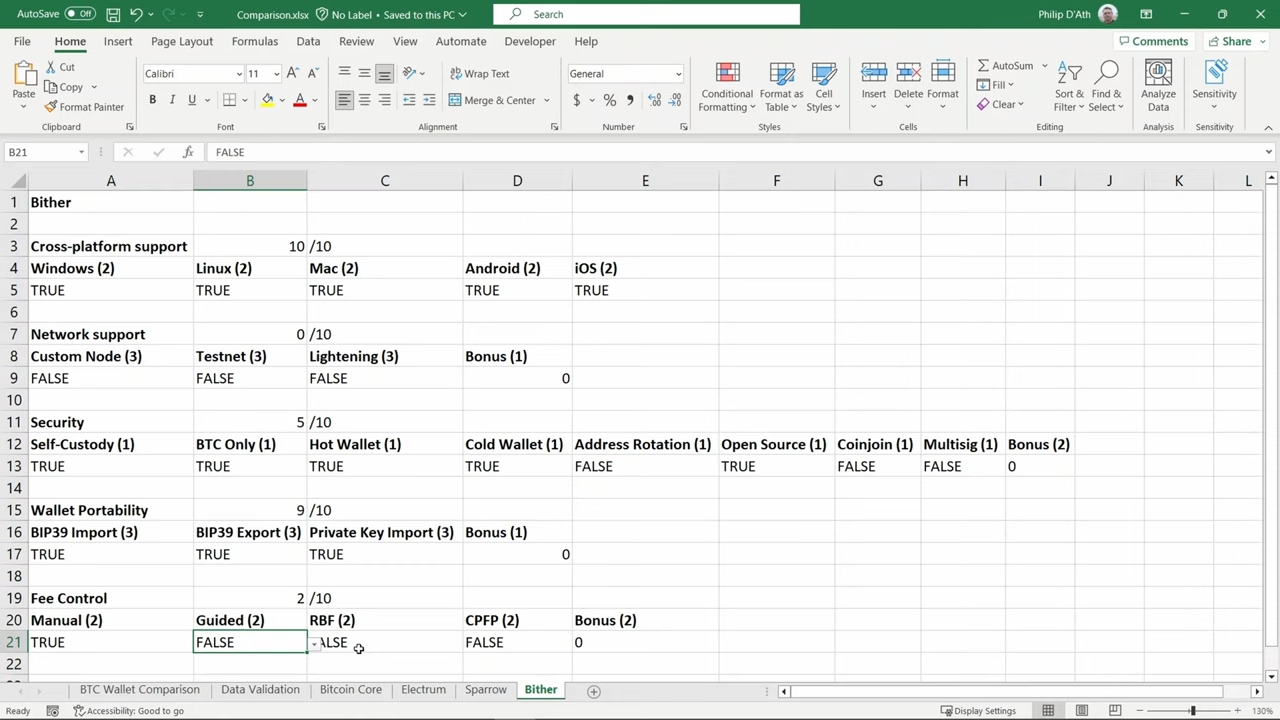 AutoSave Off Comparison.xlsx No Label • Saved to this PC Search Philip D'Ath
File Home Insert Page Layout Formulas Data Review View Automate Developer Help Comments Share
Paste Cut Copy Format Painter Calibri 11 B I U A A A ab Wrap Text Merge & Center General $ % Conditional Formatting Format as Table Cell Styles Insert Delete Format AutoSum Fill Clear Sort & Filter Find & Select Analyze Data Sensitivity
Clipboard Font Alignment Number Styles Cells Editing Analysis Sensitivity
B21 fx FALSE
A B C D E F G H I J K L
1 Bither
2
3 Cross-platform support 10 /10
4 Windows (2) Linux (2) Mac (2) Android (2) iOS (2)
5 TRUE TRUE TRUE TRUE TRUE
6
7 Network support 0 /10
8 Custom Node (3) Testnet (3) Lightening (3) Bonus (1)
9 FALSE FALSE FALSE 0
10
11 Security 5 /10
12 Self-Custody (1) BTC Only (1) Hot Wallet (1) Cold Wallet (1) Address Rotation (1) Open Source (1) Coinjoin (1) Multisig (1) Bonus (2)
13 TRUE TRUE TRUE TRUE FALSE TRUE FALSE FALSE 0
14
15 Wallet Portability 9 /10
16 BIP39 Import (3) BIP39 Export (3) Private Key Import (3) Bonus (1)
17 TRUE TRUE TRUE 0
18
19 Fee Control 2 /10
20 Manual (2) Guided (2) RBF (2) CPFP (2) Bonus (2)
21 TRUE FALSE ALSE FALSE 0
22
BTC Wallet Comparison Data Validation Bitcoin Core Electrum Sparrow Bither
Ready Accessibility: Good to go Display Settings 130%